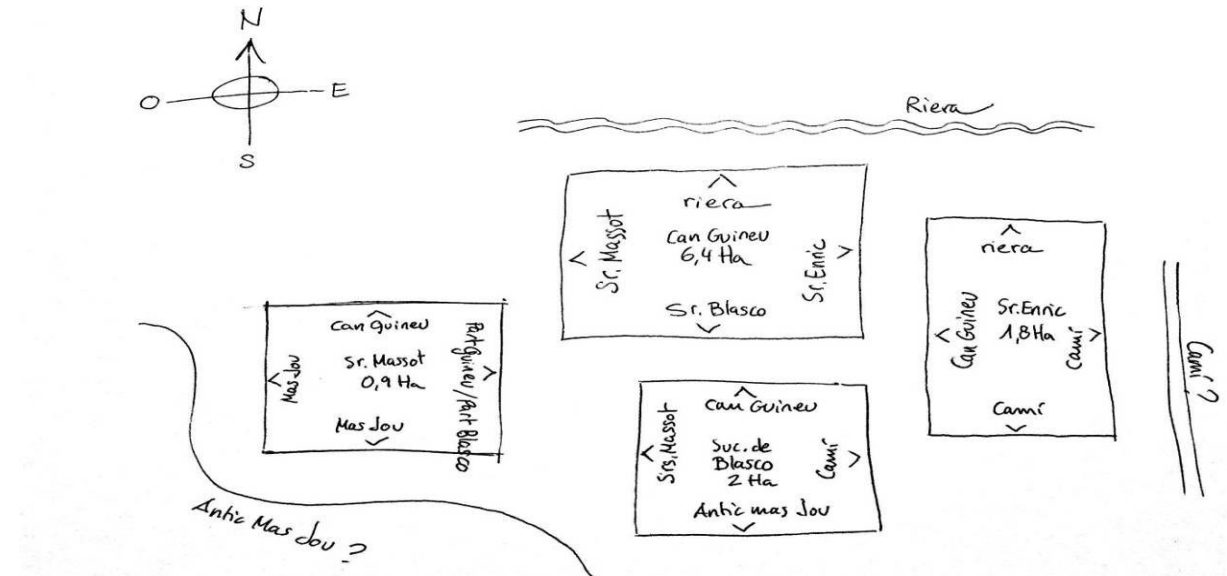 N
O E
S
Riera
riera
Sr. Massot
Can Guineu
6,4 Ha
Sr. Enric
Sr. Blasco
riera
Can Guineu
Sr. Enric
1,8 Ha
Camí
Camí
Camí?
Can Guineu
Mas Jou
Sr. Massot
0,9 Ha
Part Guineu/Part Blasco
Mas Jou
Can Guineu
Srs. Massot
Suc. de
Blasco
2 Ha
Camí
Antic mas Jou
Antic Mas Jou?